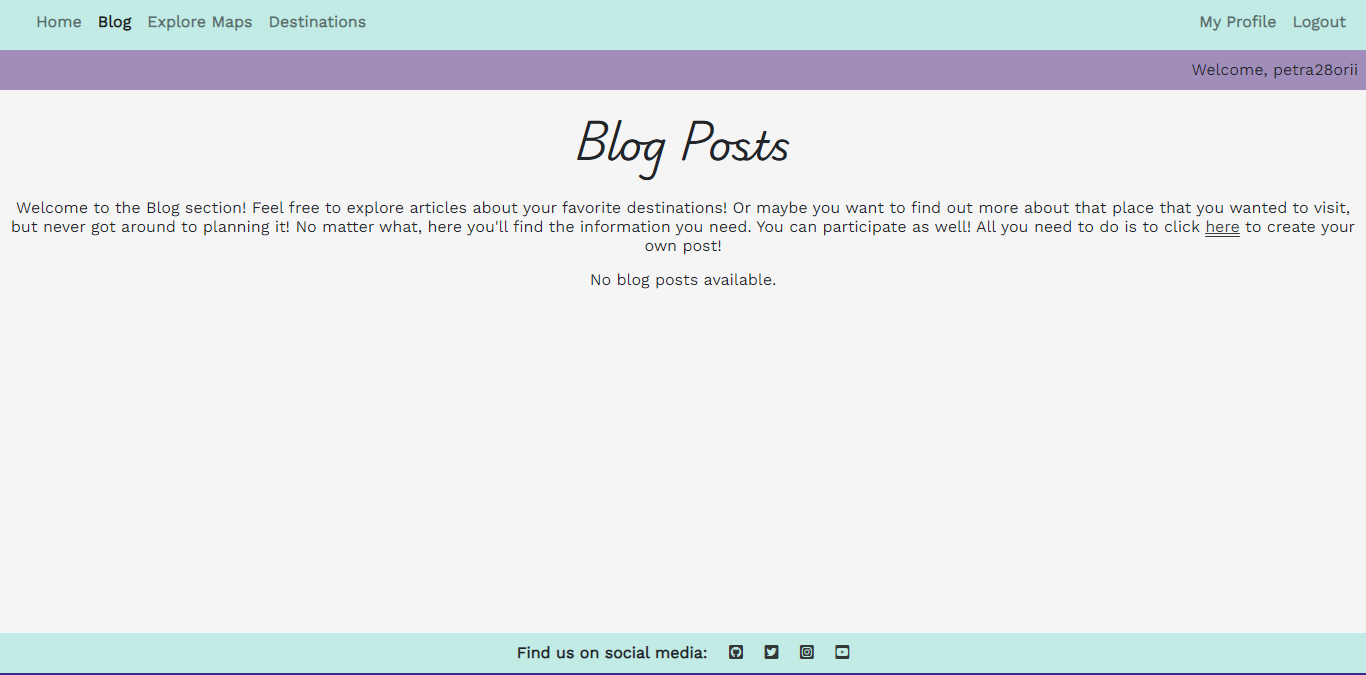 Home Blog Explore Maps Destinations My Profile Logout
Welcome, petra28orii
Blog Posts
Welcome to the Blog section! Feel free to explore articles about your favorite destinations! Or maybe you want to find out more about that place that you wanted to visit,
but never got around to planning it! No matter what, here you'll find the information you need. You can participate as well! All you need to do is to click here to create your
own post!
No blog posts available.
Find us on social media: